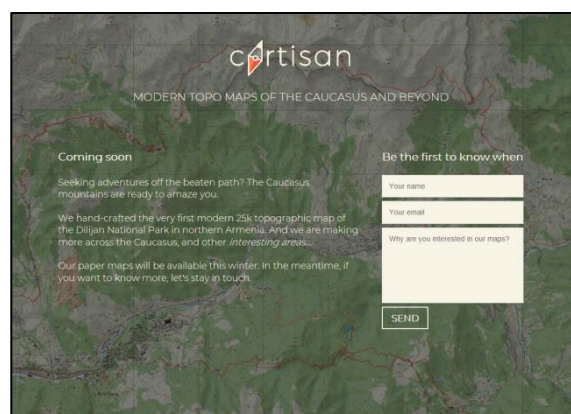 cartisan
MODERN TOPO MAPS OF THE CAUCASUS AND BEYOND
Coming soon
Seeking adventures off the beaten path? The Caucasus
mountains are ready to amaze you.
We hand-crafted the very first modern 25k topographic map of
the Dilijan National Park in northern Armenia. And we are making
more across the Caucasus, and other interesting areas...
Our paper maps will be available this winter. In the meantime, if
you want to know more, let's stay in touch.
Be the first to know when
Your name
Your email
Why are you interested in our maps?
SEND